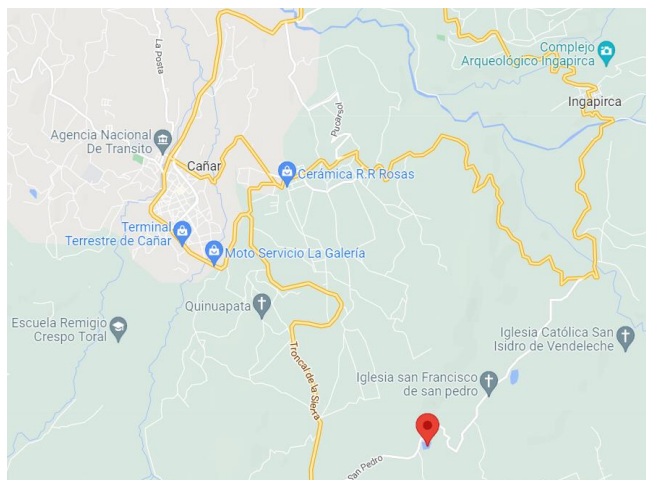 La Posta
Complejo
Arqueológico Ingapirca
Ingapirca
Pucarsol
Agencia Nacional
De Transito
Cañar
Cerámica R.R Rosas
Terminal
Terrestre de Cañar
Moto Servicio La Galería
Quinuapata
Escuela Remigio
Crespo Toral
Troncal de la Sierra
Iglesia Católica San
Isidro de Vendeleche
Iglesia san Francisco
de san pedro
San Pedro